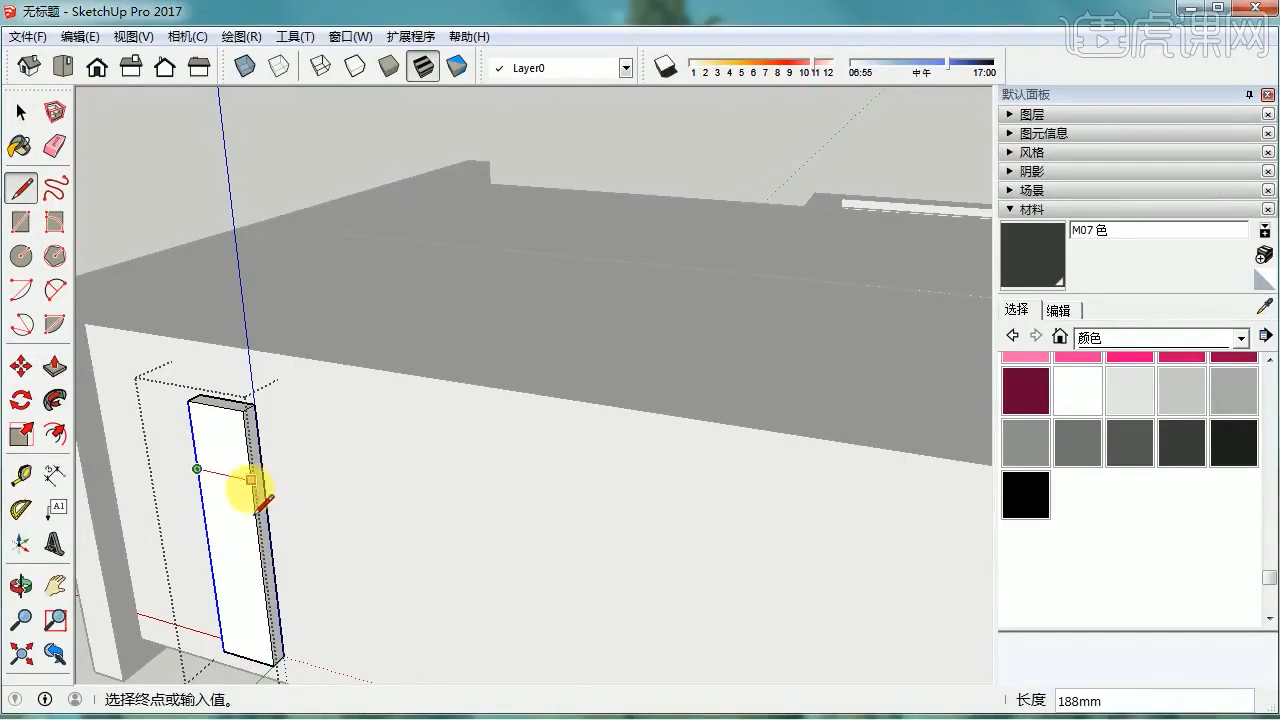 无标题 - SketchUp Pro 2017
虎课网
文件(F) 编辑(E) 视图(V) 相机(C) 绘图(R) 工具(T) 窗口(W) 扩展程序 帮助(H)
Layer0
1 2 3 4 5 6 7 8 9 10 11 12
06:55 中午 17:00
默认面板
图层
图元信息
风格
阴影
场景
材料
M07 色
选择 编辑
颜色
A1
选择终点或输入值。
长度 188mm